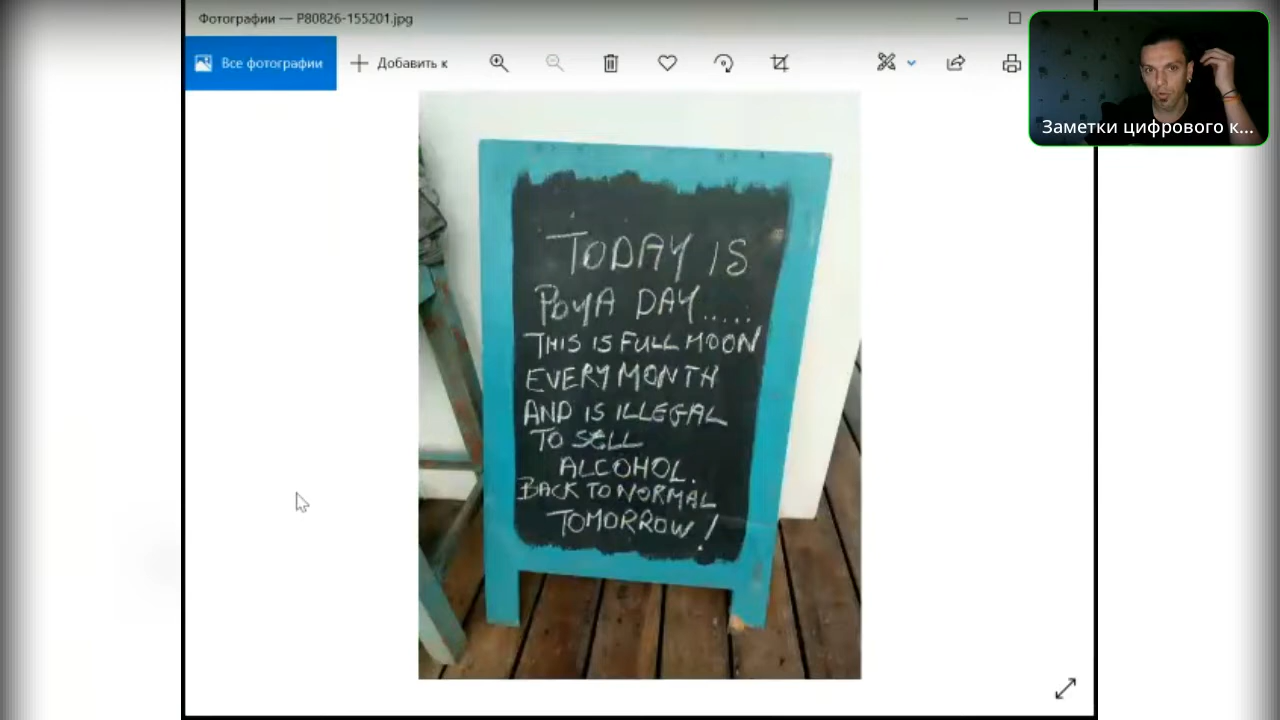 Фотографии — P80826-155201.jpg
Все фотографии
Добавить к
Заметки цифрового к...
TODAY IS
POYA DAY.....
THIS IS FULL MOON
EVERY MONTH
AND IS ILLEGAL
TO SELL
ALCOHOL.
BACK TO NORMAL
TOMORROW!